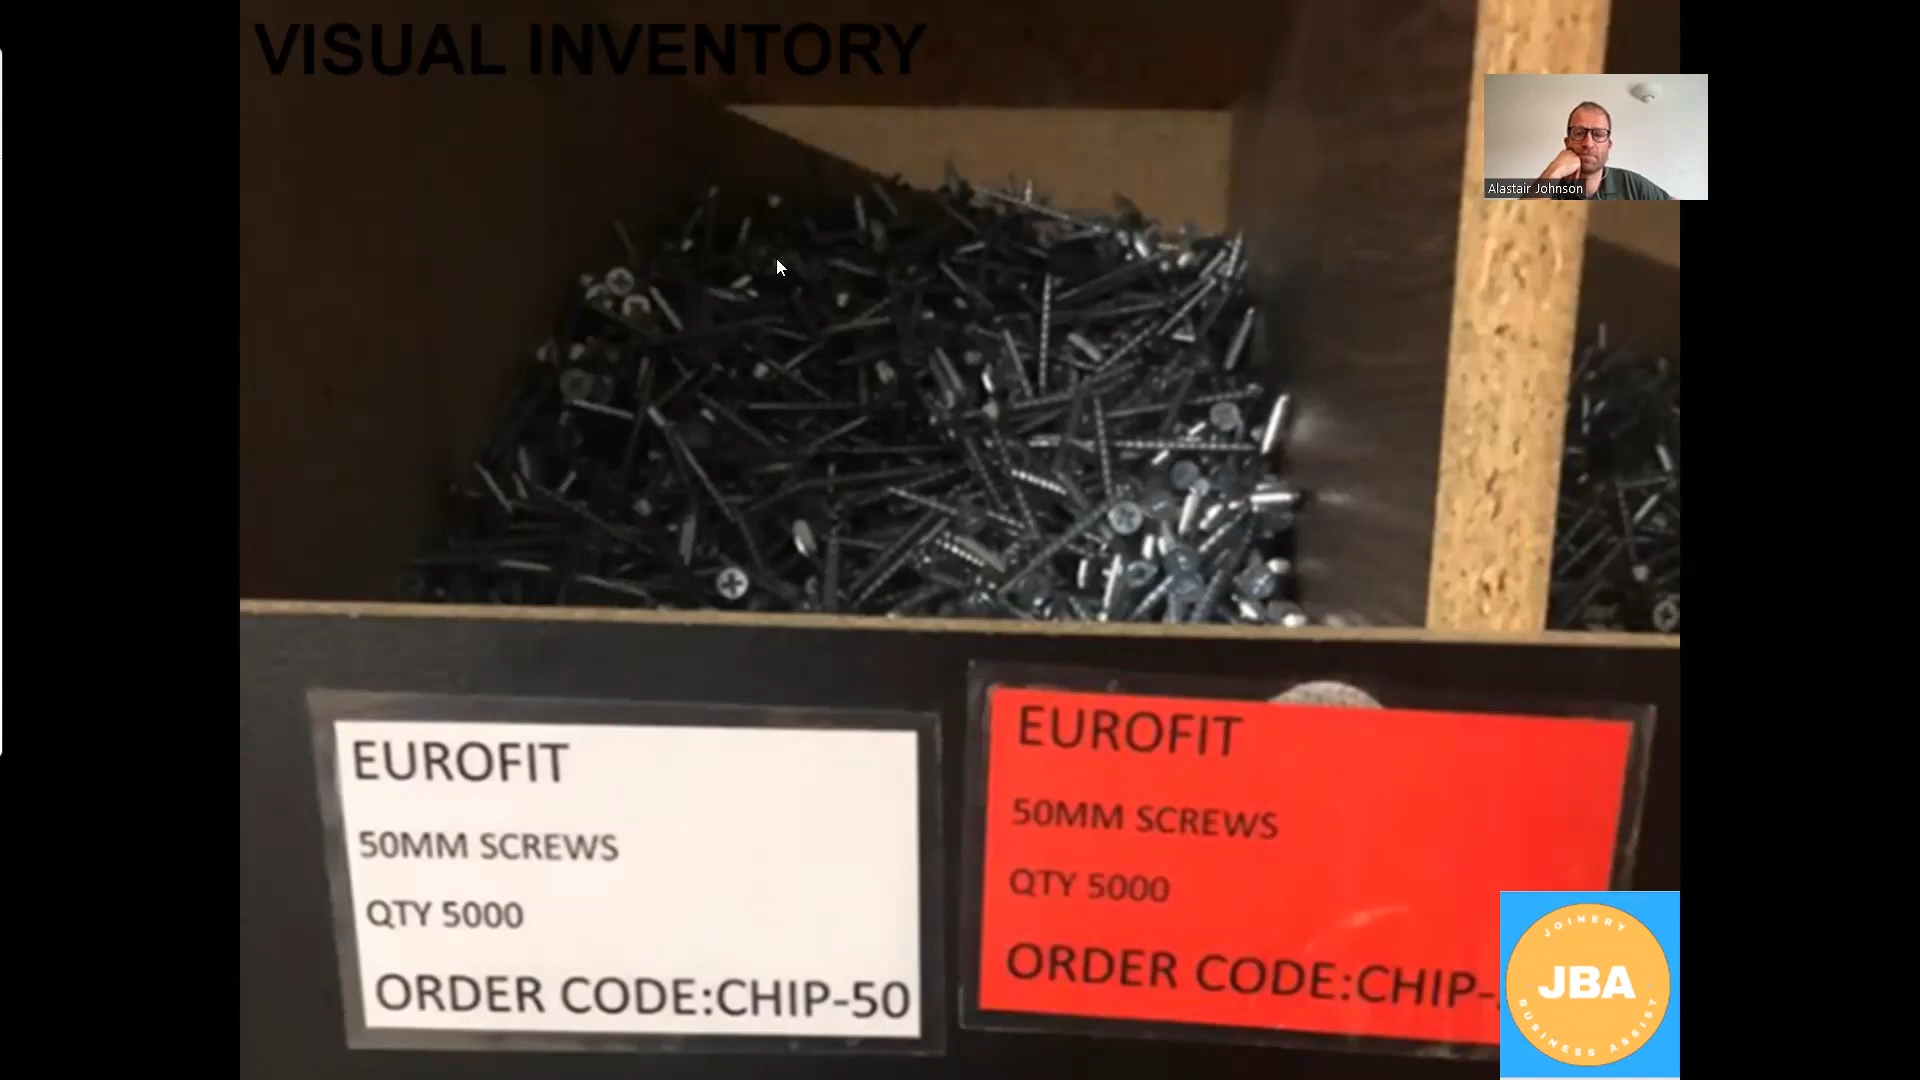 VISUAL INVENTORY
Alastair Johnson
EUROFIT
50MM SCREWS
QTY 5000
ORDER CODE:CHIP-50
EUROFIT
50MM SCREWS
QTY 5000
ORDER CODE:CHIP-
JOINERY
JBA
BUSINESS ASSIST